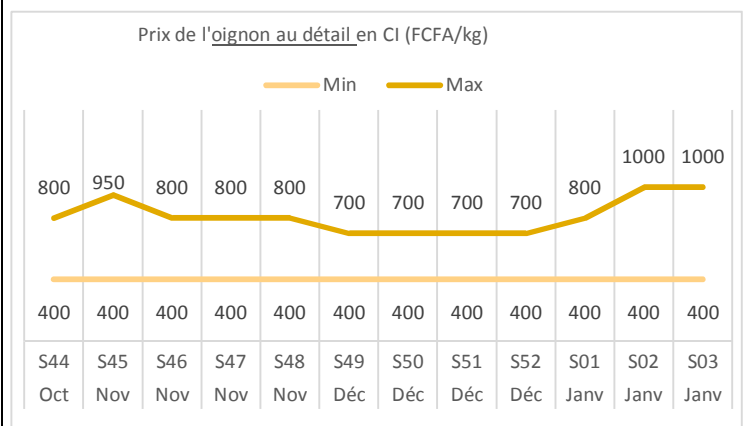 Prix de l'oignon au détail en CI (FCFA/kg)
Min Max
800 950 800 800 800 700 700 700 700 800 1000 1000
400 400 400 400 400 400 400 400 400 400 400 400
S44 S45 S46 S47 S48 S49 S50 S51 S52 S01 S02 S03
Oct Nov Nov Nov Nov Déc Déc Déc Déc Janv Janv Janv